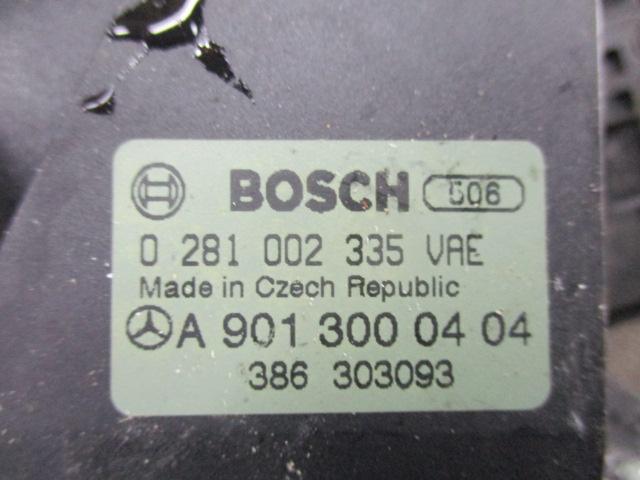 BOSCH 506
0 281 002 335 VAE
Made in Czech Republic
A 901 300 04 04
386 303093